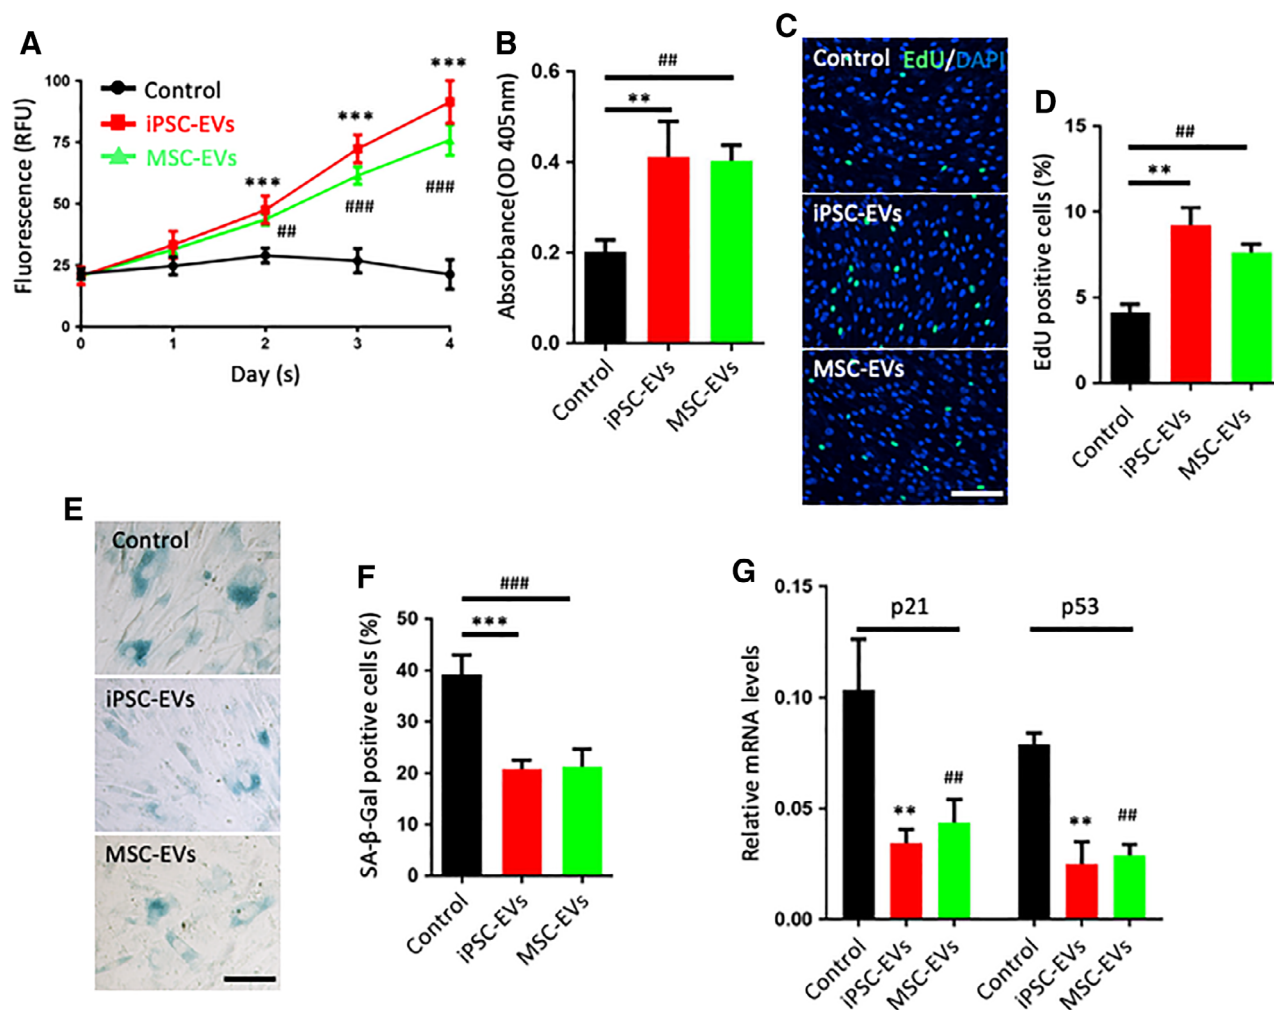 A
Fluorescence (RFU)
100
75
50
25
0
Control
iPSC-EVs
MSC-EVs
***
***
***
##
###
###
0 1 2 3 4
Day (s)
B
Absorbance(OD 405nm)
0.6
0.4
0.2
0.0
##
**
Control
iPSC-EVs
MSC-EVs
C
Control EdU/DAPI
iPSC-EVs
MSC-EVs
D
EdU positive cells (%)
15
10
5
0
##
**
Control
iPSC-EVs
MSC-EVs
E
Control
iPSC-EVs
MSC-EVs
F
SA-β-Gal positive cells (%)
50
40
30
20
10
0
###
***
Control
iPSC-EVs
MSC-EVs
G
Relative mRNA levels
0.15
0.10
0.05
0.00
p21
p53
**
##
**
##
Control
iPSC-EVs
MSC-EVs
Control
iPSC-EVs
MSC-EVs